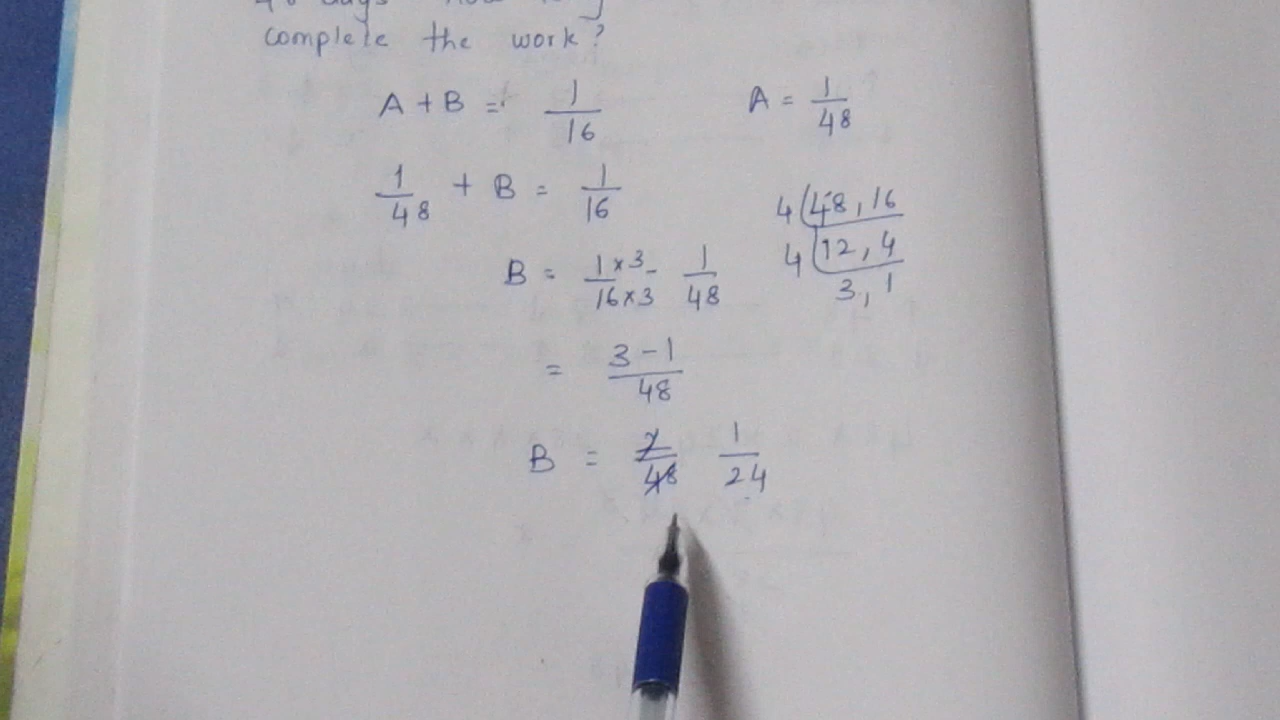 days
complete the work?
A + B = 1/16 A = 1/48
1/48 + B = 1/16
4 48, 16
4 12, 4
3, 1
B = 1×3/16×3 - 1/48
= 3-1/48
B = 2/48 1/24